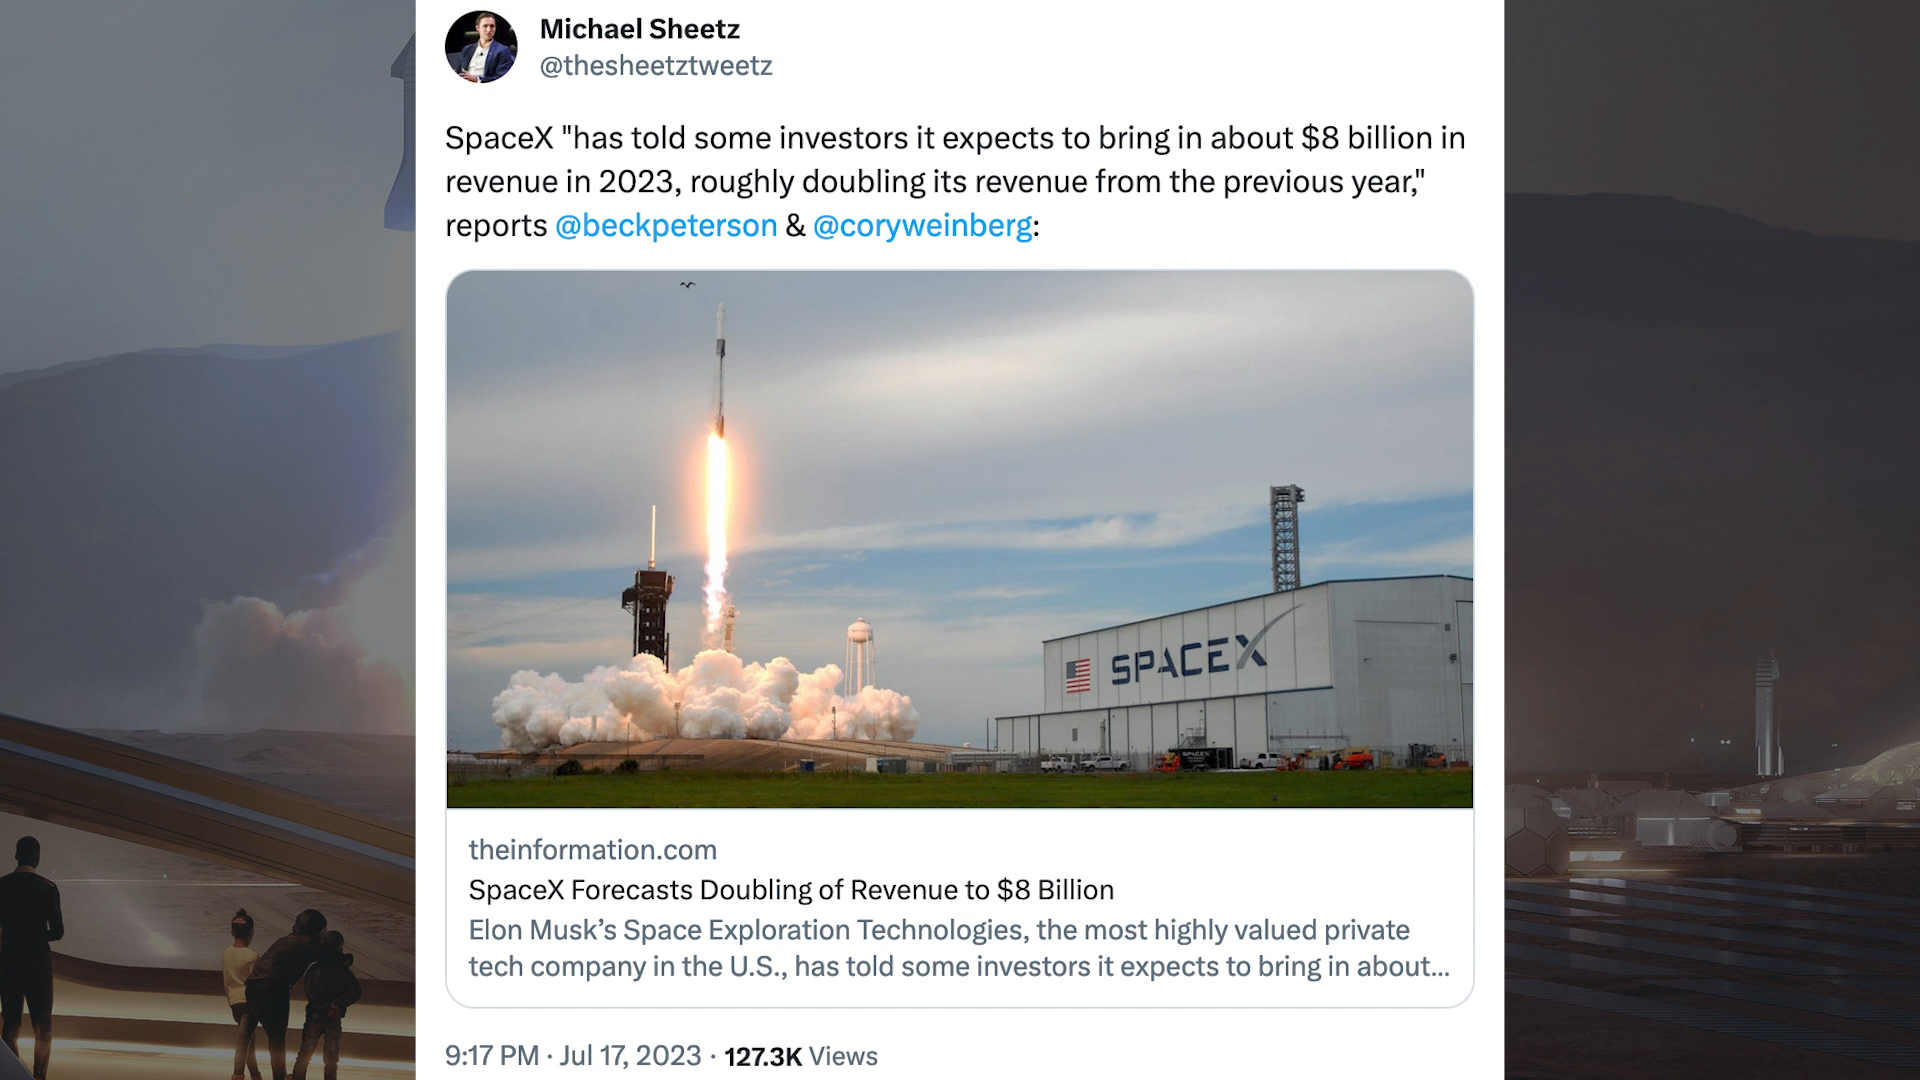 Michael Sheetz
@thesheetztweetz
SpaceX "has told some investors it expects to bring in about $8 billion in
revenue in 2023, roughly doubling its revenue from the previous year,"
reports @beckpeterson & @coryweinberg:
SPACEX
SPACEX
theinformation.com
SpaceX Forecasts Doubling of Revenue to $8 Billion
Elon Musk’s Space Exploration Technologies, the most highly valued private
tech company in the U.S., has told some investors it expects to bring in about...
9:17 PM · Jul 17, 2023 · 127.3K Views